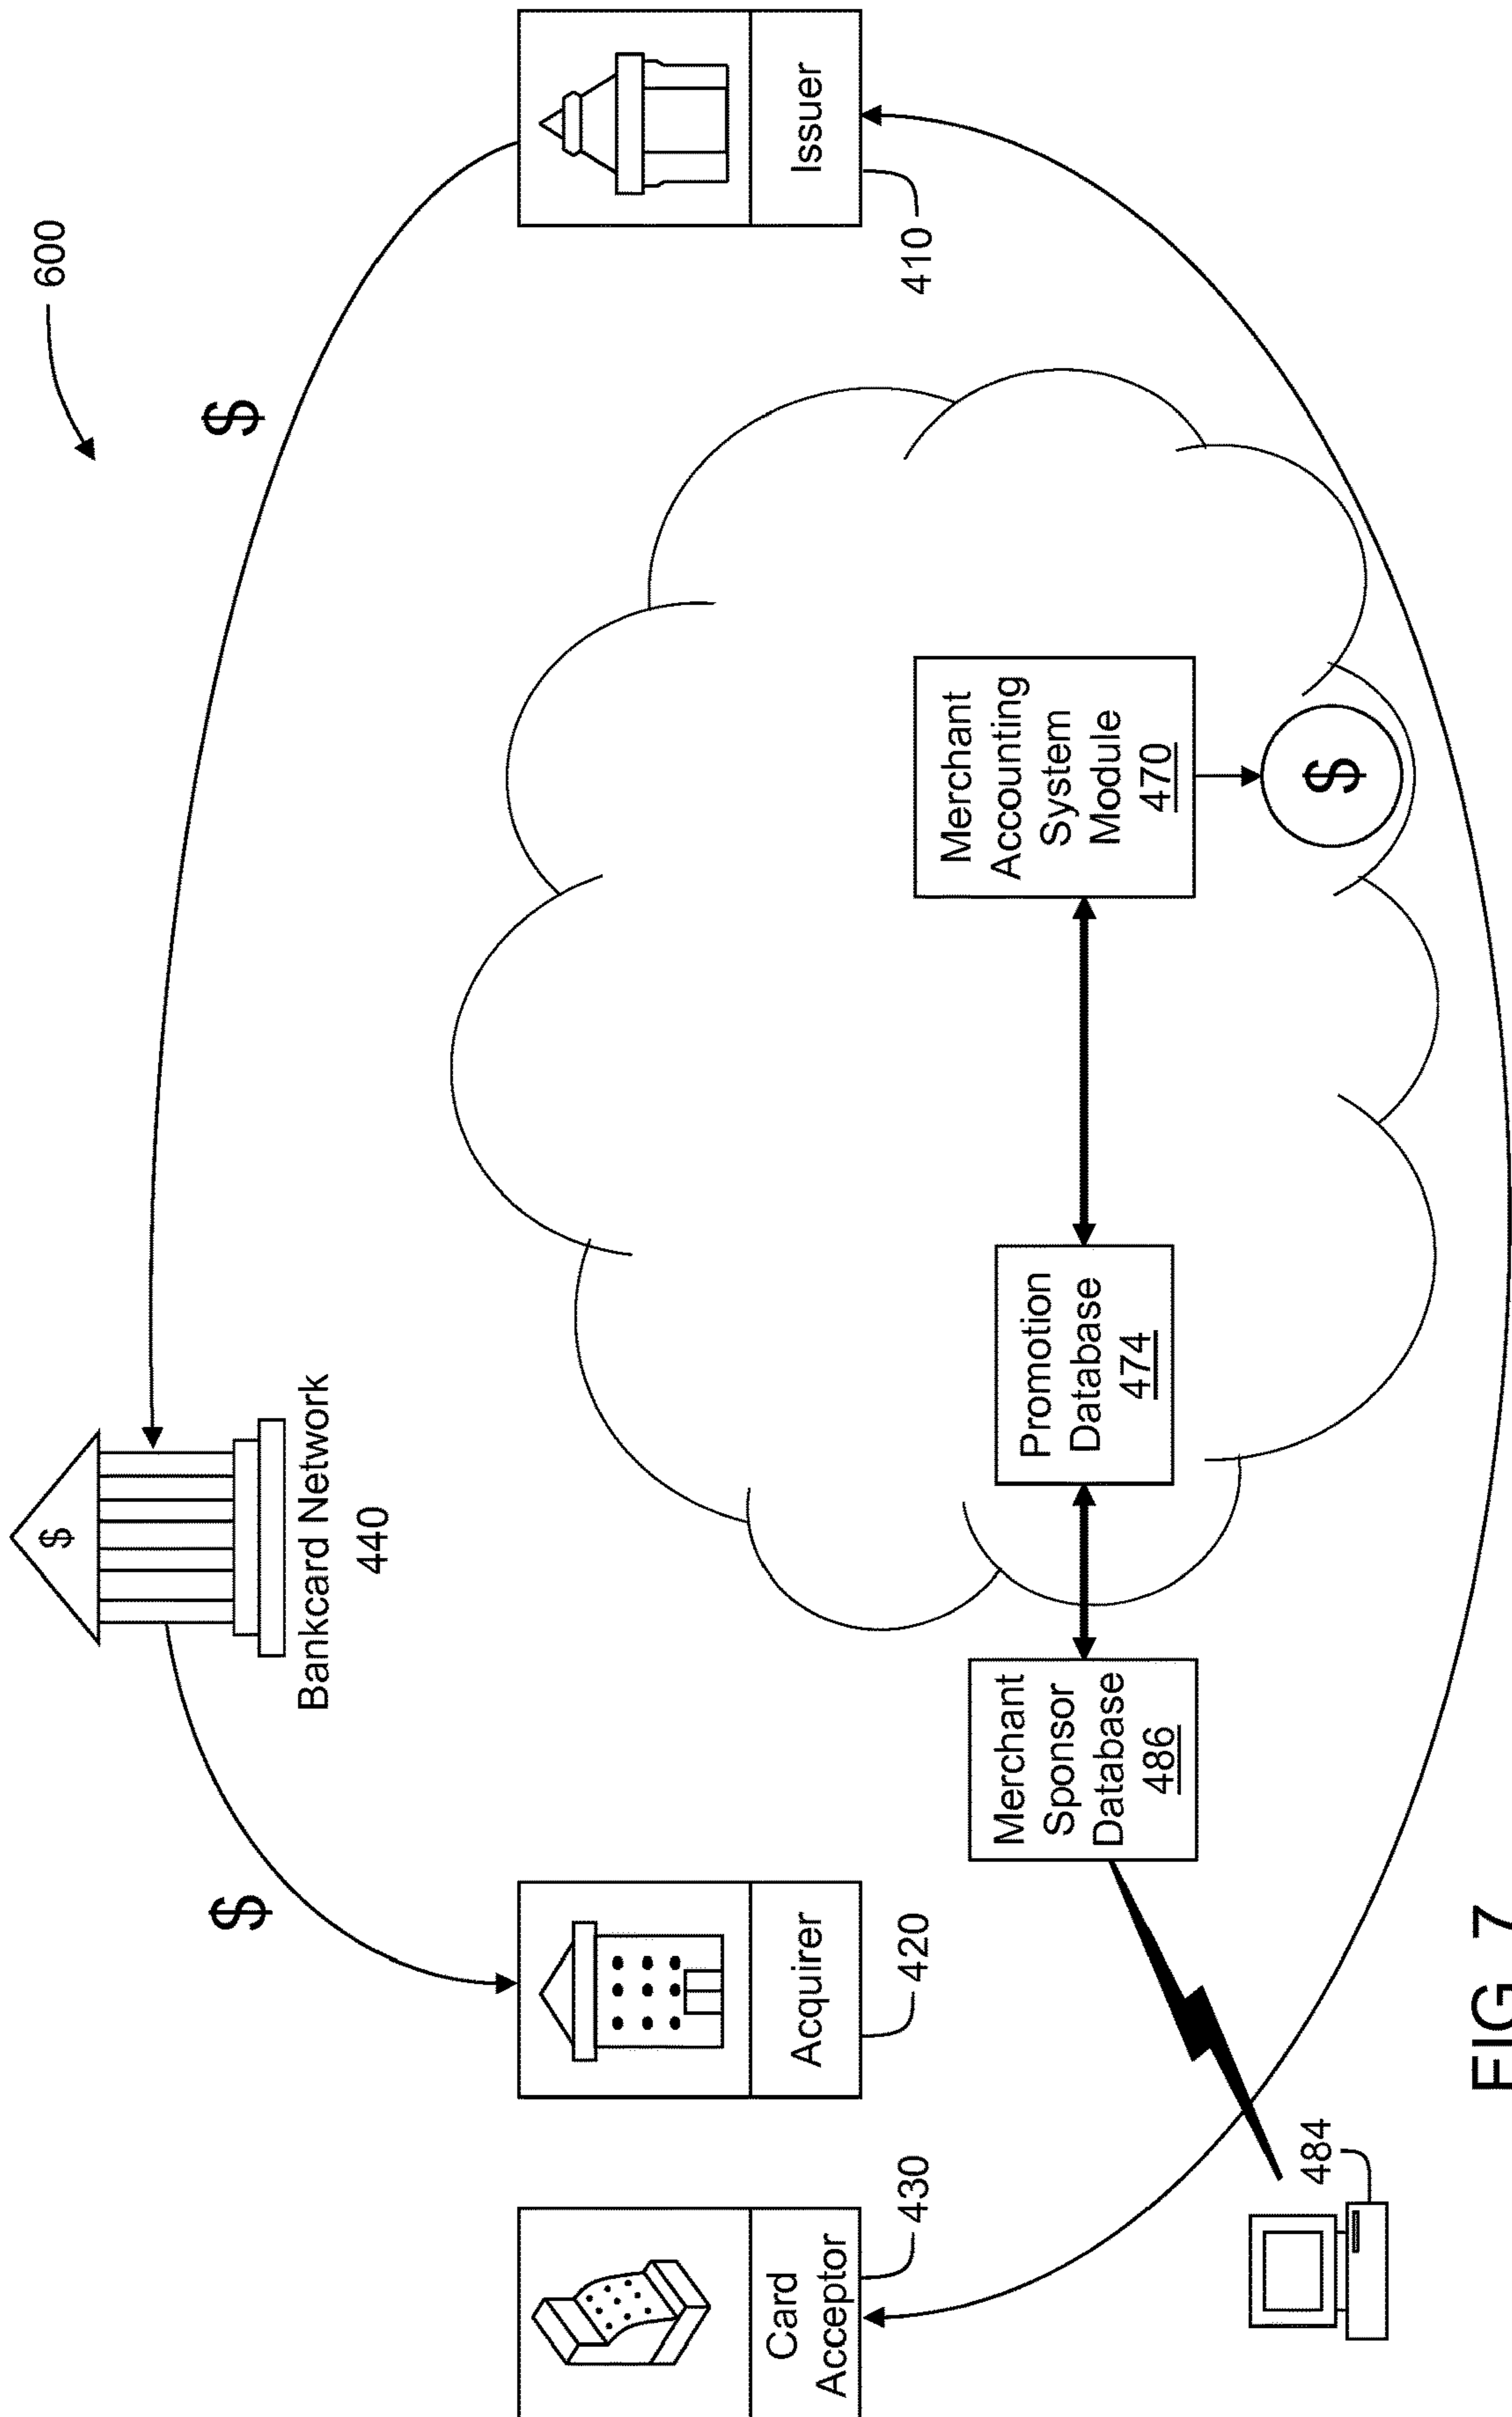 600
$
Bankcard Network
440
$
$
Card
Acceptor
430
Acquirer
420
Issuer
410
Merchant
Sponsor
Database
486
Promotion
Database
474
Merchant
Accounting
System
Module
470
$
484
FIG. 7